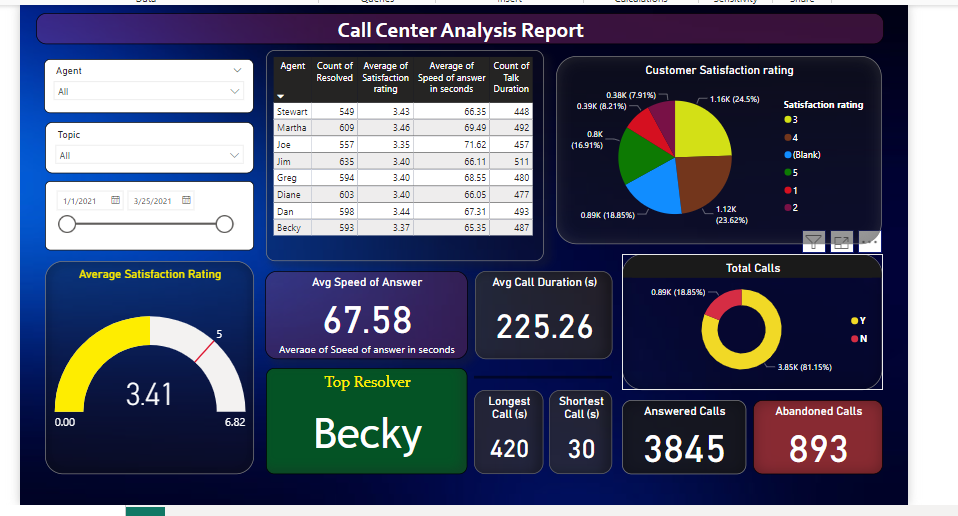 Call Center Analysis Report
Agent
All
Topic
All
1/1/2021 3/25/2021
Agent Count of Resolved Average of Satisfaction rating Average of Speed of answer in seconds Count of Talk Duration
Stewart 549 3.43 66.35 448
Martha 609 3.46 69.49 492
Joe 557 3.35 71.62 457
Jim 635 3.40 66.11 511
Greg 594 3.40 68.55 480
Diane 603 3.40 66.05 477
Dan 598 3.44 67.31 493
Becky 593 3.37 65.35 487
Customer Satisfaction rating
0.38K (7.91%)
0.39K (8.21%)
1.16K (24.5%)
0.8K
(16.91%)
0.89K (18.85%)
1.12K
(23.62%)
Satisfaction rating
3
4
(Blank)
5
1
2
Average Satisfaction Rating
5
3.41
0.00 6.82
Avg Speed of Answer
67.58
Average of Speed of answer in seconds
Avg Call Duration (s)
225.26
Total Calls
0.89K (18.85%)
3.85K (81.15%)
Y
N
Top Resolver
Becky
Longest
Call (s)
420
Shortest
Call (s)
30
Answered Calls
3845
Abandoned Calls
893